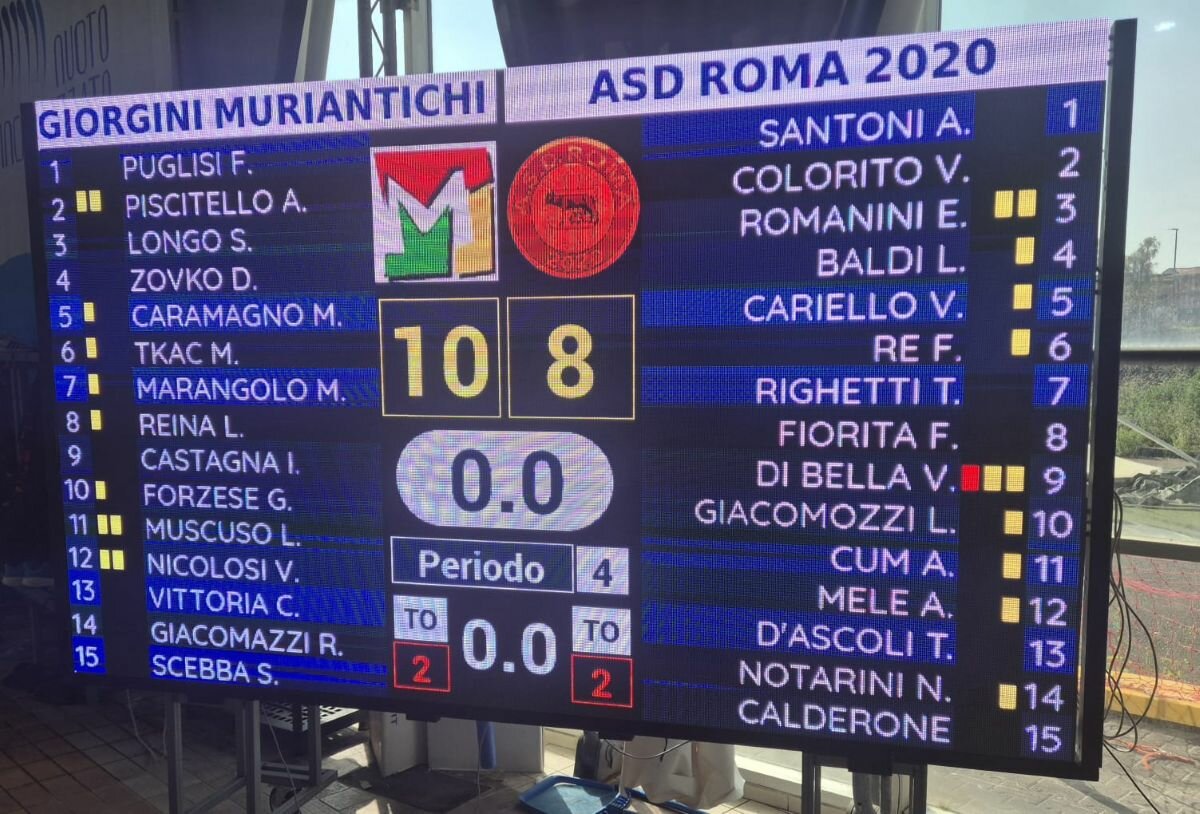 NUOTO
GIORGINI MURIANTICHI
1 PUGLISI F.
2 PISCITELLO A.
3 LONGO S.
4 ZOVKO D.
5 CARAMAGNO M.
6 TKAC M.
7 MARANGOLO M.
8 REINA L.
9 CASTAGNA I.
10 FORZESE G.
11 MUSCUSO L.
12 NICOLOSI V.
13 VITTORIA C.
14 GIACOMAZZI R.
15 SCEBBA S.
M
ASD ROMA
2020
10 8
0.0
Periodo 4
TO 0.0 TO
2 2
ASD ROMA 2020
SANTONI A. 1
COLORITO V. 2
ROMANINI E. 3
BALDI L. 4
CARIELLO V. 5
RE F. 6
RIGHETTI T. 7
FIORITA F. 8
DI BELLA V. 9
GIACOMOZZI L. 10
CUM A. 11
MELE A. 12
D'ASCOLI T. 13
NOTARINI N. 14
CALDERONE 15